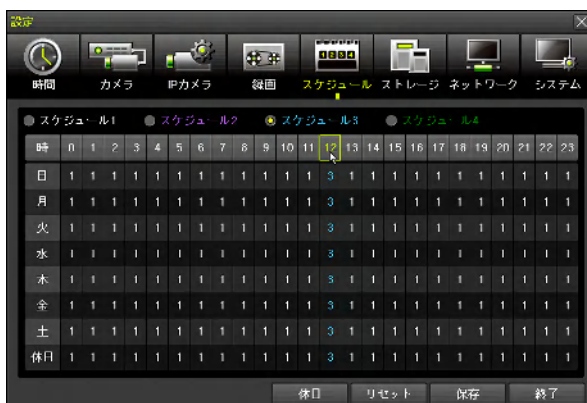 設定
時間 カメラ IPカメラ 録画 スケジュール ストレージ ネットワーク システム
スケジュール1 スケジュール2 スケジュール3 スケジュール4
時 0 1 2 3 4 5 6 7 8 9 10 11 12 13 14 15 16 17 18 19 20 21 22 23
日 1 1 1 1 1 1 1 1 1 1 1 1 3 1 1 1 1 1 1 1 1 1 1 1
月 1 1 1 1 1 1 1 1 1 1 1 1 3 1 1 1 1 1 1 1 1 1 1 1
火 1 1 1 1 1 1 1 1 1 1 1 1 3 1 1 1 1 1 1 1 1 1 1 1
水 1 1 1 1 1 1 1 1 1 1 1 1 3 1 1 1 1 1 1 1 1 1 1 1
木 1 1 1 1 1 1 1 1 1 1 1 1 3 1 1 1 1 1 1 1 1 1 1 1
金 1 1 1 1 1 1 1 1 1 1 1 1 3 1 1 1 1 1 1 1 1 1 1 1
土 1 1 1 1 1 1 1 1 1 1 1 1 3 1 1 1 1 1 1 1 1 1 1 1
休日 1 1 1 1 1 1 1 1 1 1 1 1 3 1 1 1 1 1 1 1 1 1 1 1
休日 リセット 保存 終了